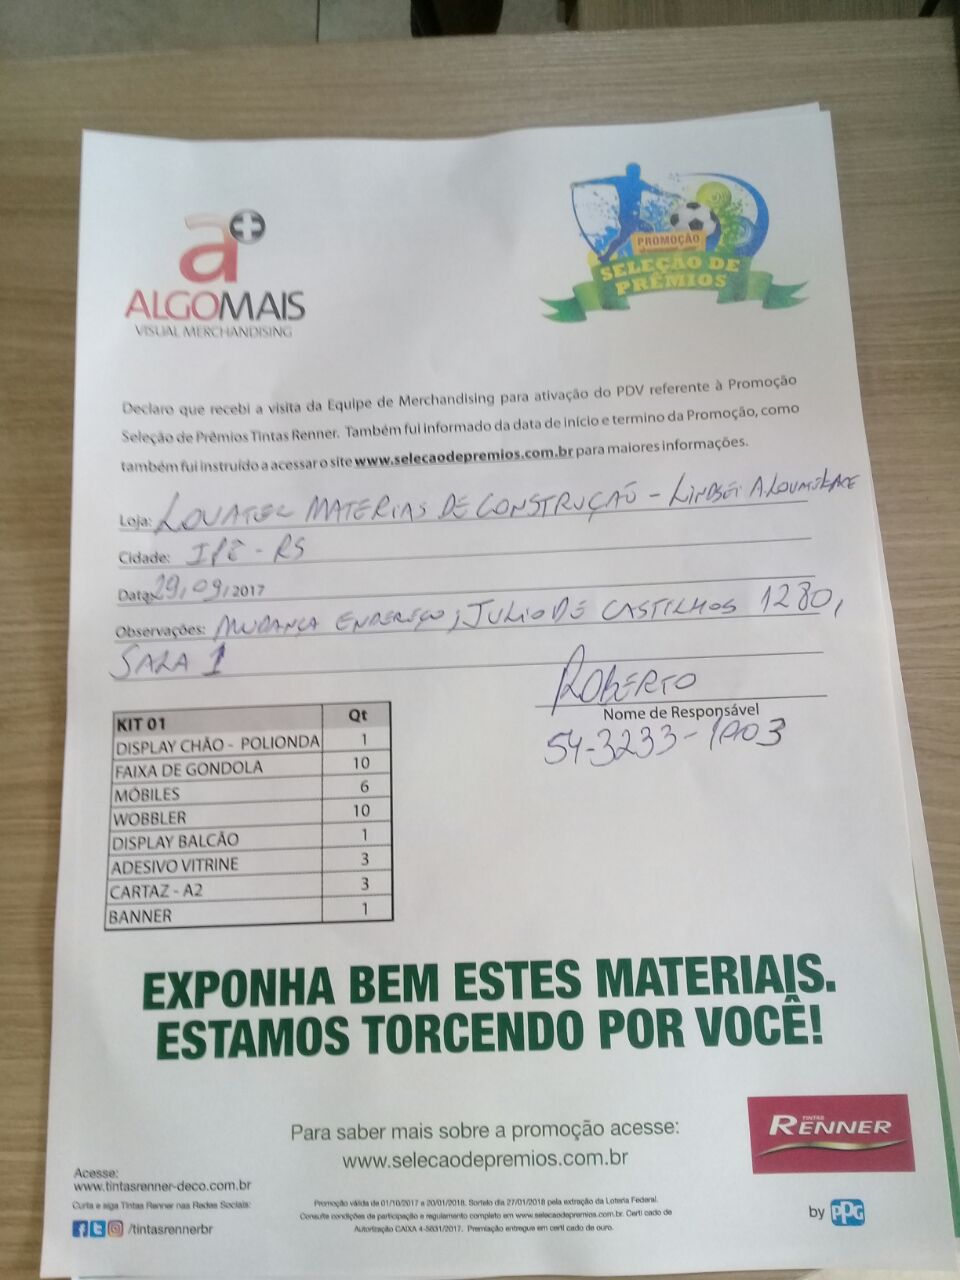 a+
ALGOMAIS
VISUAL MERCHANDISING
PROMOÇÃO
SELEÇÃO DE
PRÊMIOS
Declaro que recebi a visita da Equipe de Merchandising para ativação do PDV referente à Promoção
Seleção de Prêmios Tintas Renner. Também fui informado da data de inicio e termino da Promoção, como
também fui instruído a acessar o site www.selecaodepremios.com.br para maiores informações.
Loja: MATERIAS DE CONSTRUÇÃO -
Cidade: IPÊ - RS
Data: 29/09/2017
Observações: MUDANÇA ENDEREÇO; JULIO DE CASTILHOS 1280,
SALA 1
ROBERTO
Nome de Responsável
54-3233-
KIT 01 Qt
DISPLAY CHÃO - POLIONDA 1
FAIXA DE GONDOLA 10
MÓBILES 6
WOBBLER 10
DISPLAY BALCÃO 1
ADESIVO VITRINE 3
CARTAZ - A2 3
BANNER 1
EXPONHA BEM ESTES MATERIAIS.
ESTAMOS TORCENDO POR VOCÊ!
Para saber mais sobre a promoção acesse:
www.selecaodepremios.com.br
TINTAS
RENNER
Acesse:
www.tintasrenner-deco.com.br
Curta e siga Tintas Renner nas Redes Sociais:
/tintasrennerbr
Promoção válida de 01/10/2017 a 20/01/2018. Sorteio dia 27/01/2018 pela extração da Loteria Federal.
Consulte condições de participação e regulamento completo em www.selecaodepremios.com.br. Certi cado de
Autorização CAIXA 4-5631/2017. Premiação entregue em certi cado de ouro.
by PPG